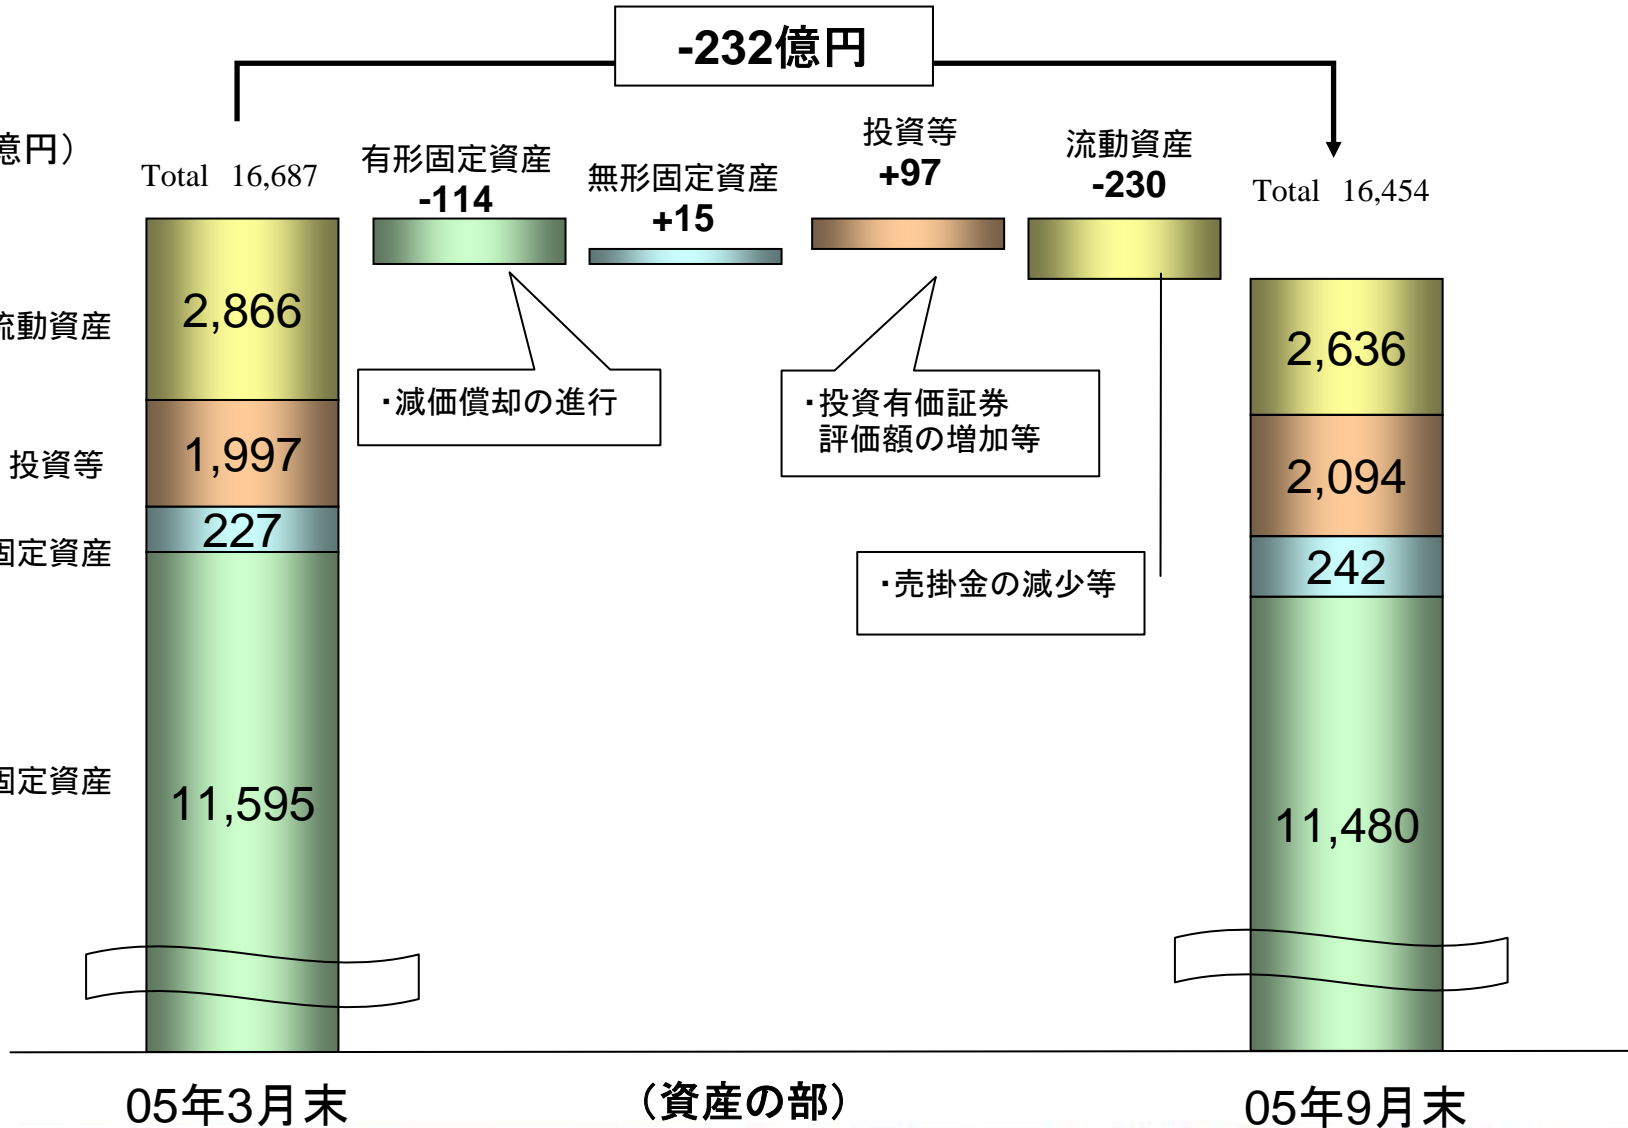 -232億円
億円）
Total 16,687
有形固定資産
-114
無形固定資産
+15
投資等
+97
流動資産
-230
Total 16,454
流動資産
2,866
2,636
・減価償却の進行
・投資有価証券
評価額の増加等
投資等
1,997
2,094
固定資産
227
242
・売掛金の減少等
固定資産
11,595
11,480
05年3月末
（資産の部）
05年9月末